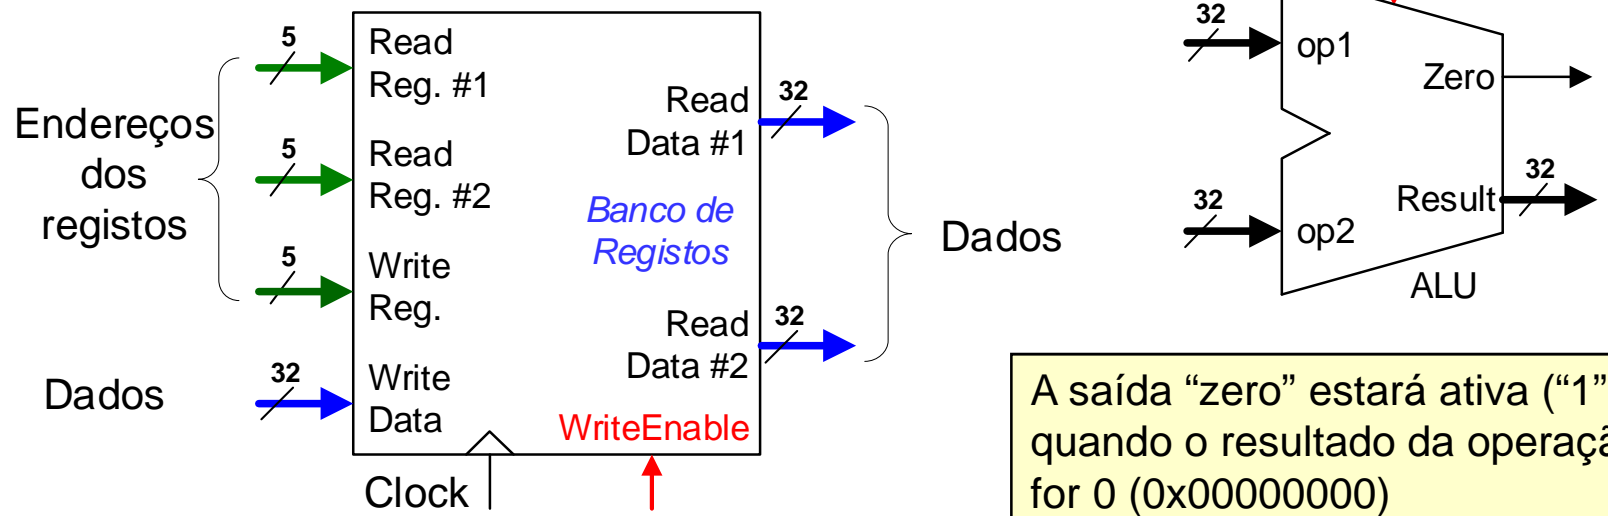 Endereços
dos
registos
Dados
5
5
5
32
Read
Reg. #1
Read
Reg. #2
Write
Reg.
Write
Data
Read
Data #1
Banco de
Registos
Read
Data #2
WriteEnable
Clock
32
32
Dados
32
32
op1
op2
Zero
Result
32
ALU
A saída “zero” estará ativa (“1”
quando o resultado da
for 0 (0x00000000)